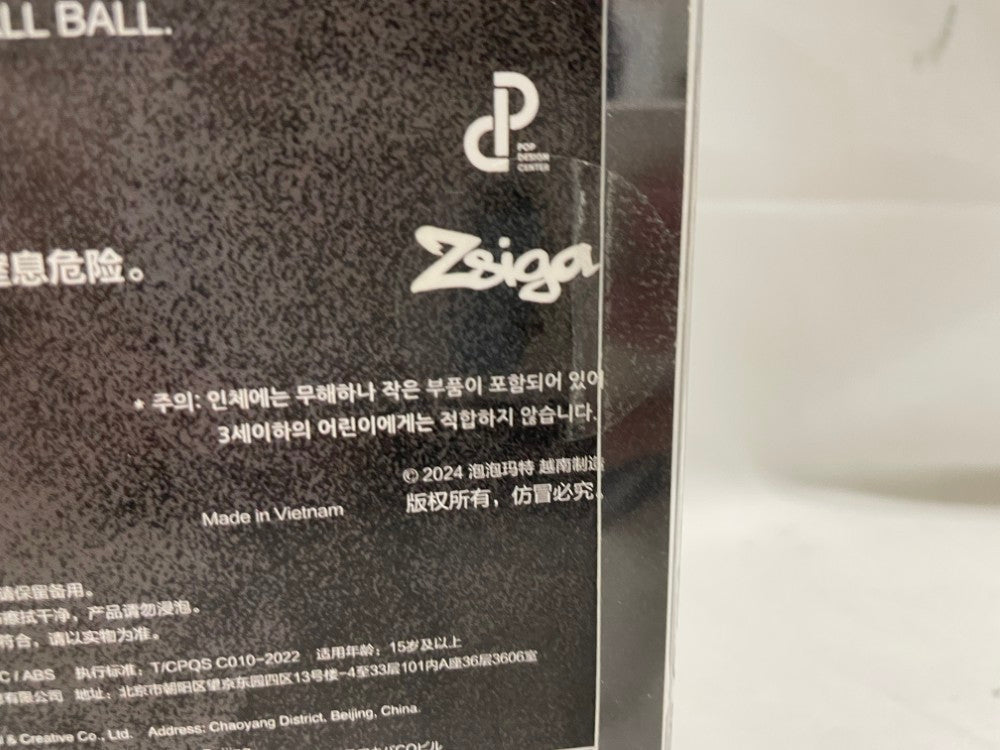 ALL BALL.
POP
DESIGN
CENTER
Zsiga
窒息危险。
* 주의: 인체에는 무해하나 작은 부품이 포함되어 있어
3세이하의 어린이에게는 적합하지 않습니다.
© 2024 泡泡玛特 越南制造
版权所有，仿冒必究。
Made in Vietnam
请保留备用。
擦拭干净，产品请勿浸泡。
符合，请以实物为准。
C / ABS 执行标准：T/CPQS C010-2022 适用年龄：15岁及以上
有限公司 地址：北京市朝阳区望京东园四区13号楼-4至33层101内A座36层3606室
& Creative Co., Ltd. Address: Chaoyang District, Beijing, China.